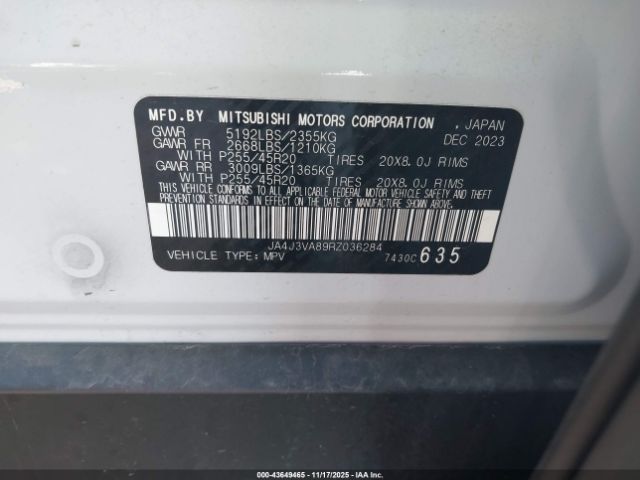 MFD.BY MITSUBISHI MOTORS CORPORATION , JAPAN
GVWR 5192LBS/2355KG DEC 2023
GAWR FR 2668LBS/1210KG
WITH P255/45R20 TIRES 20X8.0J RIMS
GAWR RR 3009LBS/1365KG
WITH P255/45R20 TIRES 20X8.0J RIMS
THIS VEHICLE CONFORMS TO ALL APPLICABLE FEDERAL MOTOR VEHICLE SAFETY AND THEFT
PREVENTION STANDARDS IN EFFECT ON THE DATE OF MANUFACTURE SHOWN ABOVE.
JA4J3VA89RZ036284
VEHICLE TYPE: MPV 7430C 635
00-43649465 - 11/17/2025 - IAAI.CA